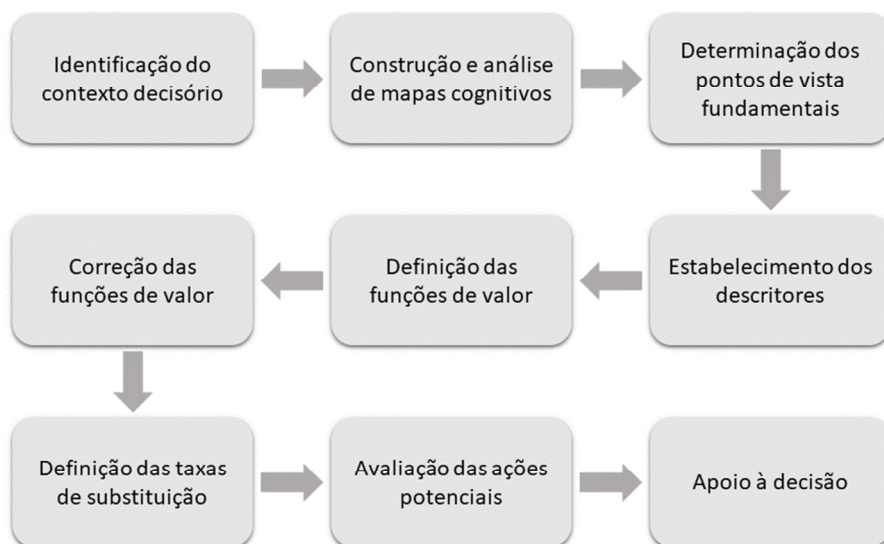 Identificação do
contexto decisório
Construção e análise
de mapas cognitivos
Determinação dos
pontos de vista
fundamentais
Estabelecimento dos
descritores
Definição das
funções de valor
Correção das
funções de valor
Definição das taxas
de substituição
Avaliação das ações
potenciais
Apoio à decisão